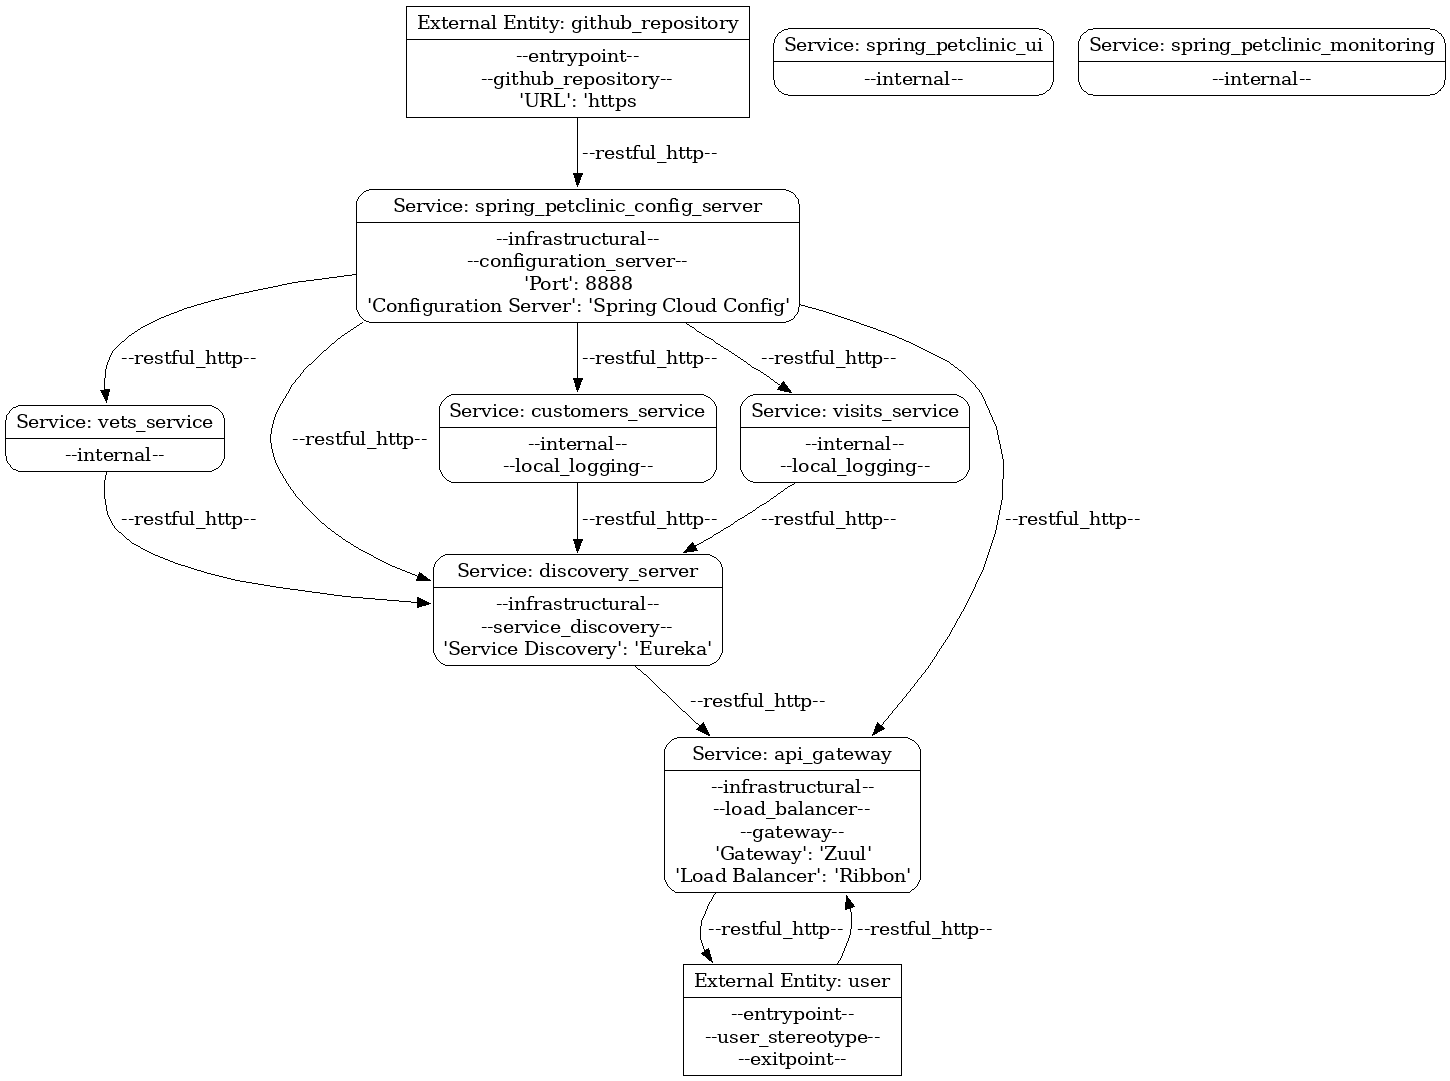 External Entity: github_repository
--entrypoint--
--github_repository--
'URL': 'https
Service: spring_petclinic_ui
--internal--
Service: spring_petclinic_monitoring
--internal--
--restful_http--
Service: spring_petclinic_config_server
--infrastructural--
--configuration_server--
'Port': 8888
'Configuration Server': 'Spring Cloud Config'
--restful_http--
--restful_http--
--restful_http--
--restful_http--
--restful_http--
Service: vets_service
--internal--
Service: customers_service
--internal--
--local_logging--
Service: visits_service
--internal--
--local_logging--
--restful_http--
--restful_http--
--restful_http--
Service: discovery_server
--infrastructural--
--service_discovery--
'Service Discovery': 'Eureka'
--restful_http--
Service: api_gateway
--infrastructural--
--load_balancer--
--gateway--
'Gateway': 'Zuul'
'Load Balancer': 'Ribbon'
--restful_http--
--restful_http--
External Entity: user
--entrypoint--
--user_stereotype--
--exitpoint--